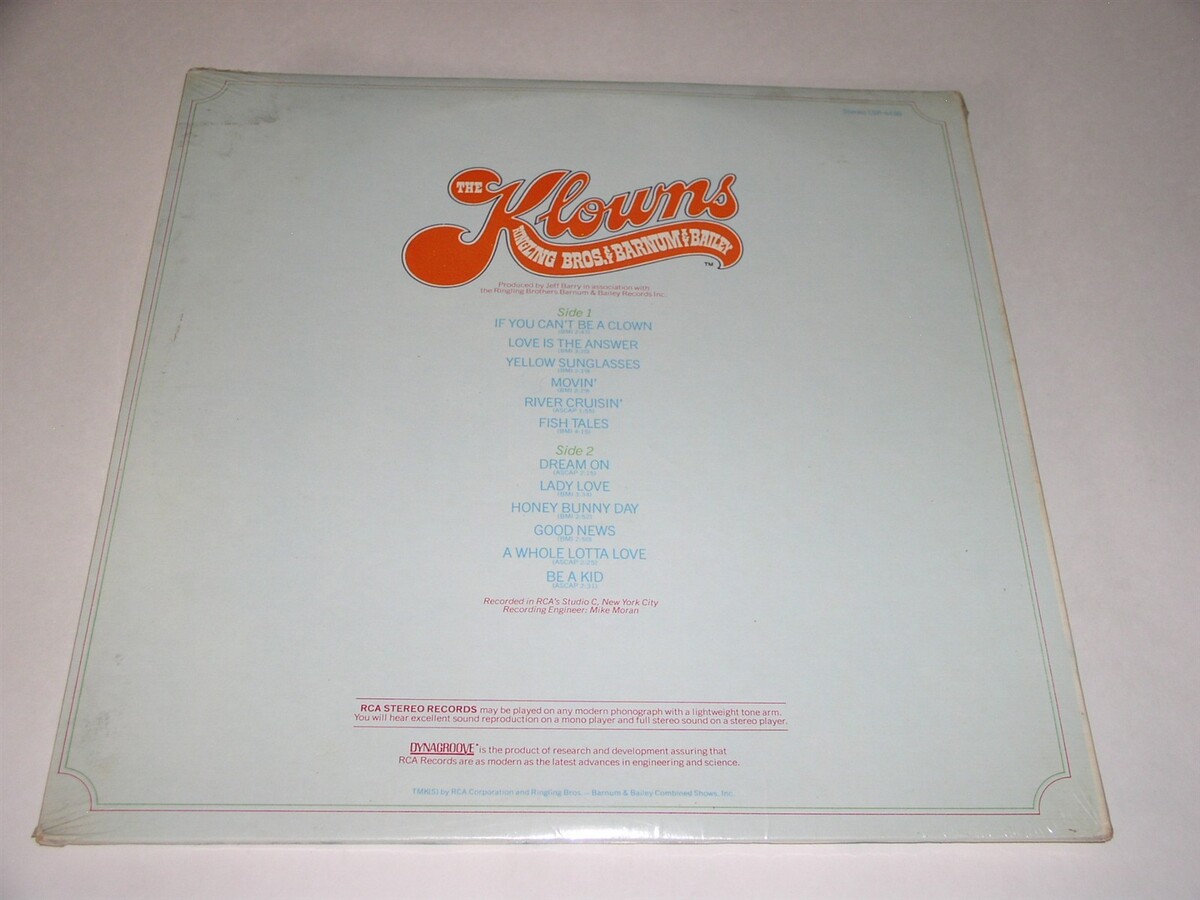 Stereo LSP-4438
THE
Klowns
RINGLING BROS. & BARNUM & BAILEY
TM
Produced by Jeff Barry in association with
the Ringling Brothers Barnum & Bailey Records Inc.
Side 1
IF YOU CAN'T BE A CLOWN
LOVE IS THE ANSWER
YELLOW SUNGLASSES
MOVIN'
RIVER CRUISIN'
FISH TALES
Side 2
DREAM ON
LADY LOVE
HONEY BUNNY DAY
GOOD NEWS
A WHOLE LOTTA LOVE
BE A KID
Recorded in RCA's Studio C, New York City
Recording Engineer: Mike Moran
RCA STEREO RECORDS may be played on any modern phonograph with a lightweight tone arm.
You will hear excellent sound reproduction on a mono player and full stereo sound on a stereo player.
DYNAGROOVE is the product of research and development assuring that
RCA Records are as modern as the latest advances in engineering and science.
TMK(S) by RCA Corporation and Ringling Bros. – Barnum & Bailey Combined Shows, Inc.